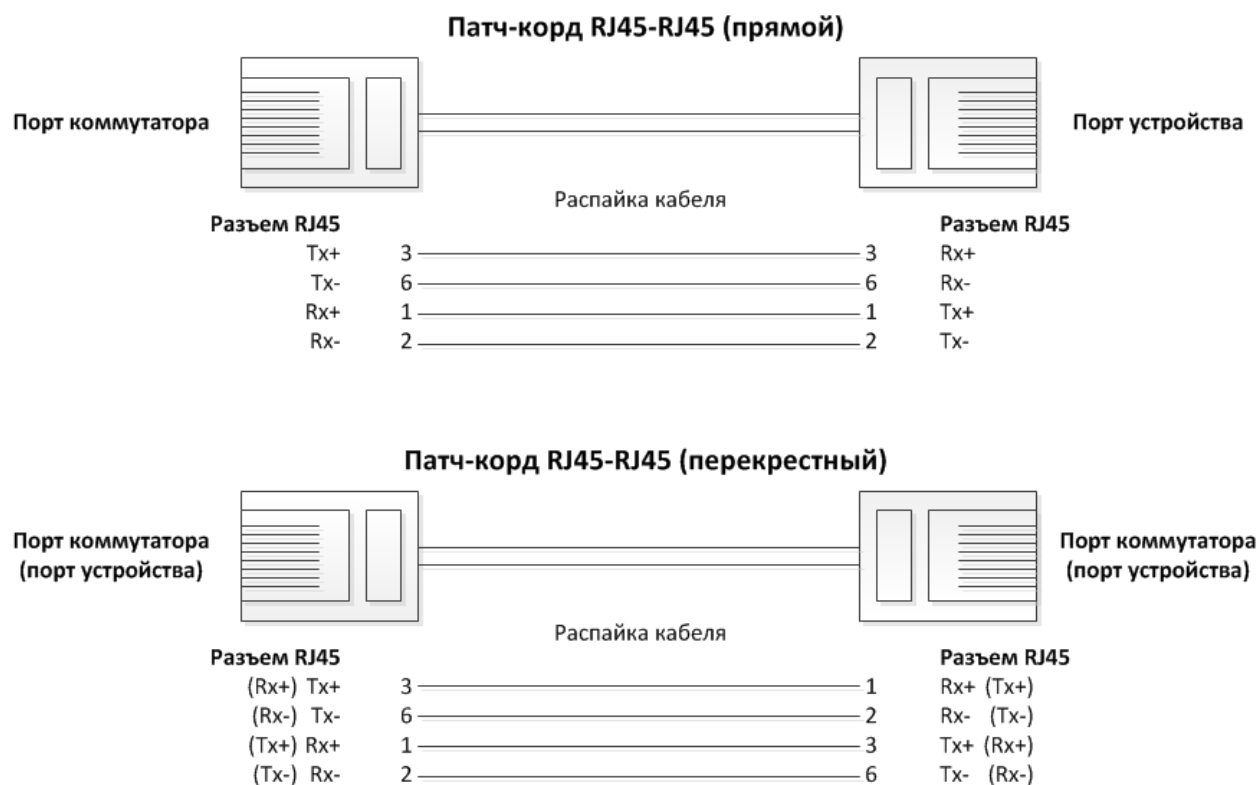 Патч-корд RJ45-RJ45 (прямой)
Порт коммутатора
Порт устройства
Распайка кабеля
Разъем RJ45 Разъем RJ45
Tx+ 3 3 Rx+
Tx- 6 6 Rx-
Rx+ 1 1 Tx+
Rx- 2 2 Tx-
Патч-корд RJ45-RJ45 (перекрестный)
Порт коммутатора
(порт устройства)
Порт коммутатора
(порт устройства)
Распайка кабеля
Разъем RJ45 Разъем RJ45
(Rx+) Tx+ 3 1 Rx+ (Tx+)
(Rx-) Tx- 6 2 Rx- (Tx-)
(Tx+) Rx+ 1 3 Tx+ (Rx+)
(Tx-) Rx- 2 6 Tx- (Rx-)